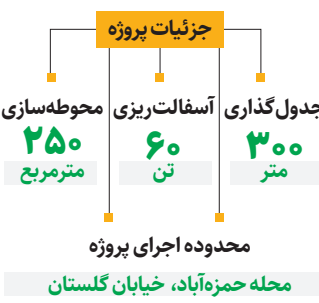 جزئیات پروژه
جدول‌گذاری آسفالت‌ریزی محوطه‌سازی
۳۰۰ ۶۰ ۲۵۰
متر تن مترمربع
محدوده اجرای پروژه
محله حمزه‌آباد، خیابان گلستان